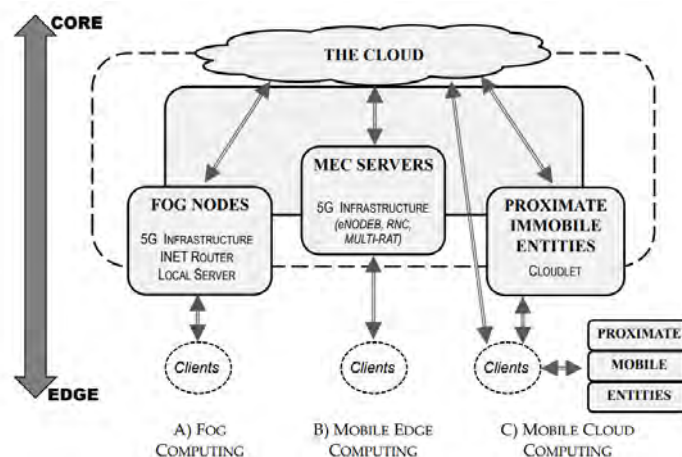 CORE
THE CLOUD
MEC SERVERS
5G INFRASTRUCTURE
(eNODEB, RNC,
MULTI-RAT)
FOG NODES
5G INFRASTRUCTURE
INET ROUTER
LOCAL SERVER
PROXIMATE
IMMOBILE
ENTITIES
CLOUDLET
Clients
Clients
Clients
PROXIMATE
MOBILE
ENTITIES
EDGE
A) FOG
COMPUTING
B) MOBILE EDGE
COMPUTING
C) MOBILE CLOUD
COMPUTING